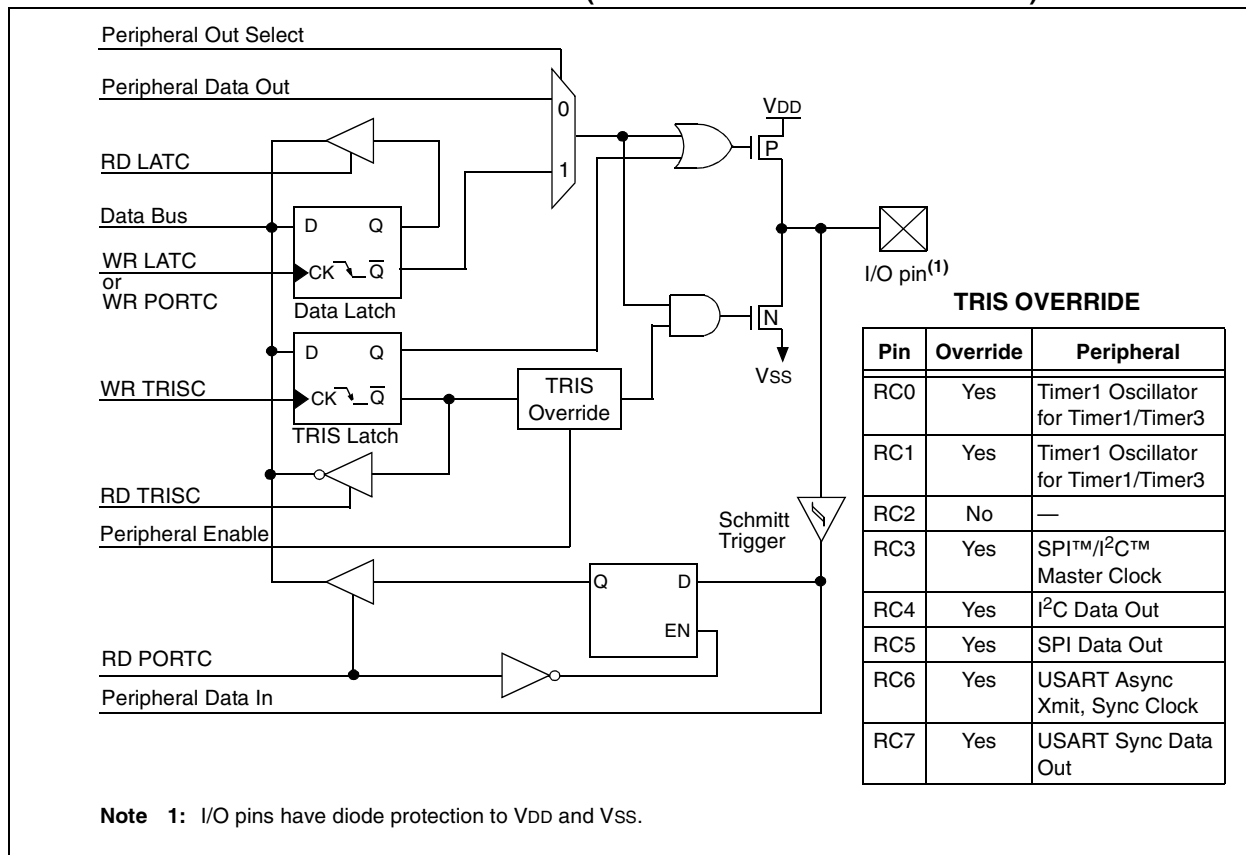 Peripheral Out Select
Peripheral Data Out
0
VDD
P
RD LATC
1
Data Bus
D
Q
WR LATC
or
WR PORTC
CK
Q
Data Latch
I/O pin(1)
N
VSS
D
Q
WR TRISC
CK
Q
TRIS Latch
TRIS
Override
RD TRISC
Peripheral Enable
Schmitt
Trigger
Q
D
EN
RD PORTC
Peripheral Data In
TRIS OVERRIDE
Pin Override Peripheral
RC0 Yes Timer1 Oscillator
for Timer1/Timer3
RC1 Yes Timer1 Oscillator
for Timer1/Timer3
RC2 No —
RC3 Yes SPI™/I2C™
Master Clock
RC4 Yes I2C Data Out
RC5 Yes SPI Data Out
RC6 Yes USART Async
Xmit, Sync Clock
RC7 Yes USART Sync Data
Out
Note 1: I/O pins have diode protection to VDD and VSS.